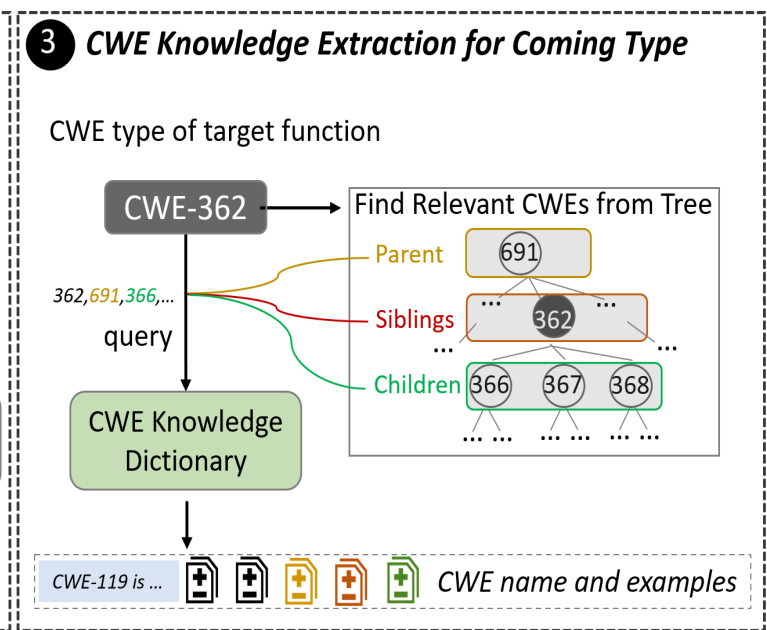 3 CWE Knowledge Extraction for Coming Type
CWE type of target function
CWE-362
Find Relevant CWEs from Tree
Parent
691
362,691,366,...
query
Siblings
...
362
...
...
...
Children
366 367 368
... ... ... ... ... ...
CWE Knowledge
Dictionary
CWE-119 is ...
CWE name and examples